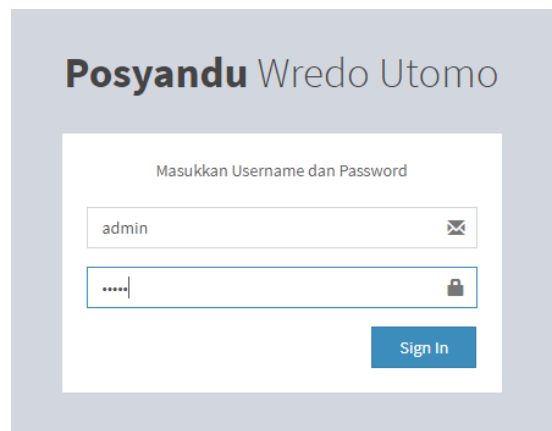 Posyandu Wredo Utomo
Masukkan Username dan Password
admin
•••••
Sign In